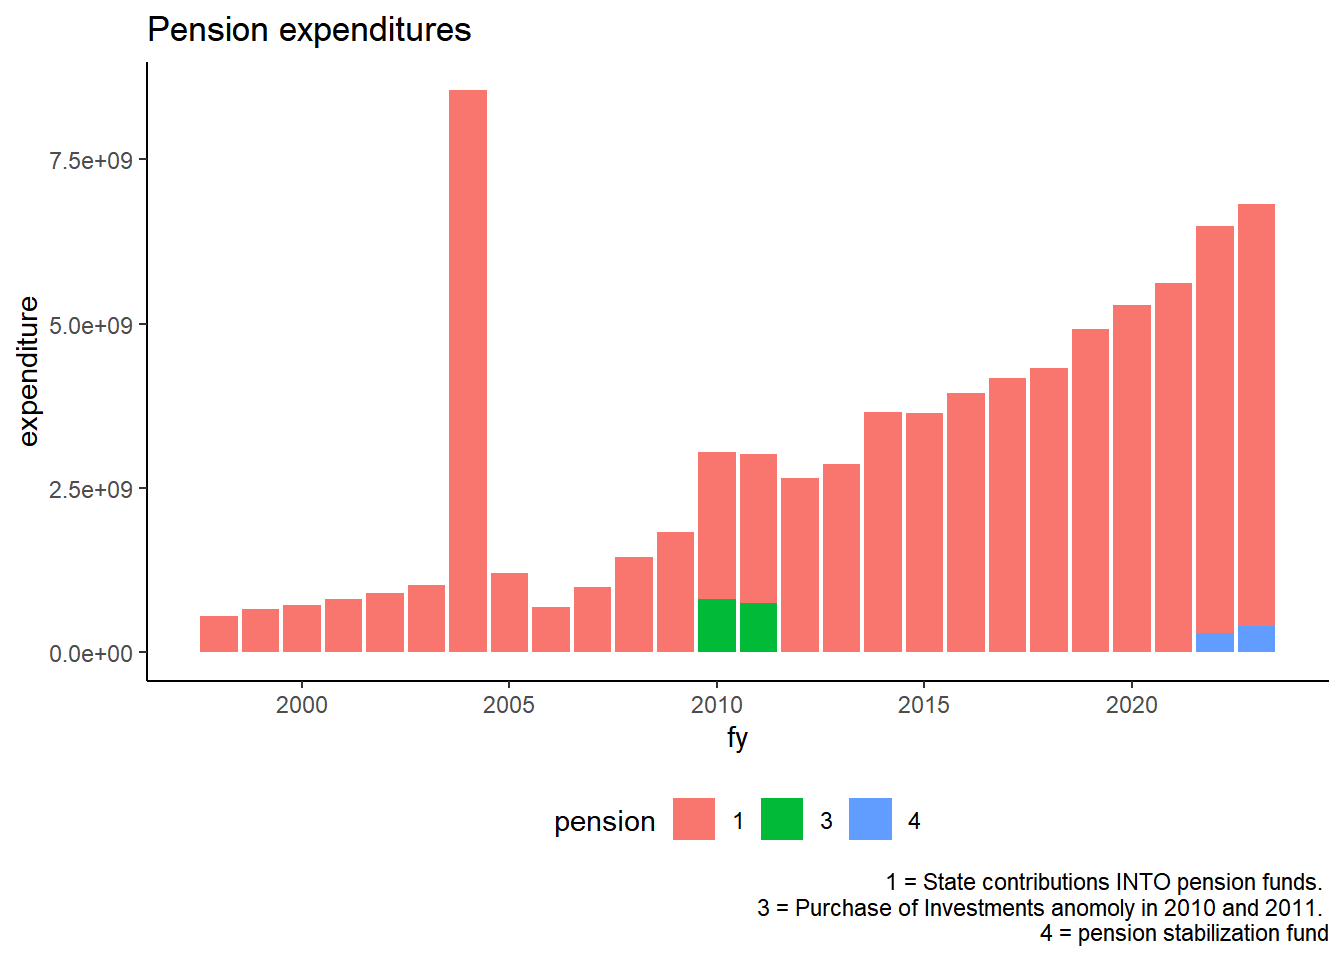 Pension expenditures
expenditure
7.5e+09
5.0e+09
2.5e+09
0.0e+00
2000 2005 2010 2015 2020
fy
pension 1 3 4
1 = State contributions INTO pension funds.
3 = Purchase of Investments anomoly in 2010 and 2011.
4 = pension stabilization fund